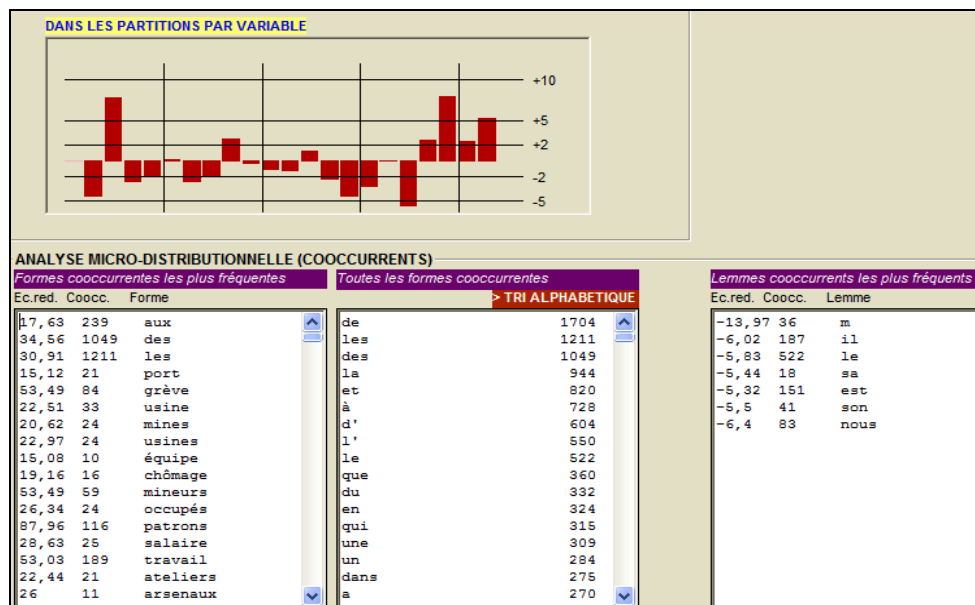 DANS LES PARTITIONS PAR VARIABLE
+10
+5
+2
-2
-5
ANALYSE MICRO-DISTRIBUTIONNELLE (COOCCURRENTS)
Formes cooccurrentes les plus fréquentes
Ec.red. Coocc. Forme
17,63 239 aux
34,56 1049 des
30,91 1211 les
15,12 21 port
53,49 84 grève
22,51 33 usine
20,62 24 mines
22,97 24 usines
15,08 10 équipe
19,16 16 chômage
53,49 59 mineurs
26,34 24 occupés
87,96 116 patrons
28,63 25 salaire
53,03 189 travail
22,44 21 ateliers
26 11 arsenaux
Toutes les formes cooccurrentes
> TRI ALPHABETIQUE
de 1704
les 1211
des 1049
la 944
et 820
à 728
d' 604
l' 550
le 522
que 360
du 332
en 324
qui 315
une 309
un 284
dans 275
a 270
Lemmes cooccurrents les plus fréquents
Ec.red. Coocc. Lemme
-13,97 36 m
-6,02 187 il
-5,83 522 le
-5,44 18 sa
-5,32 151 est
-5,5 41 son
-6,4 83 nous